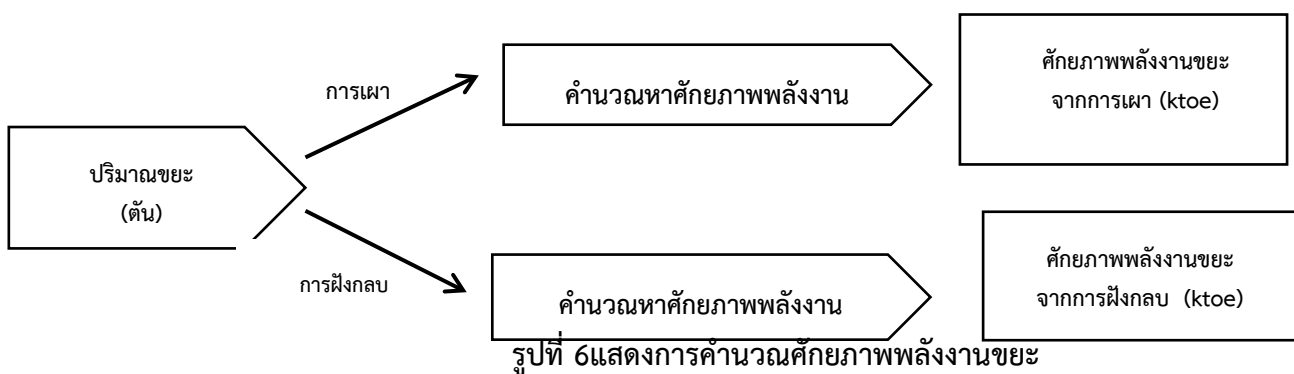 ปริมาณขยะ
(ตัน)
การเผา
คำนวณหาศักยภาพพลังงาน
ศักยภาพพลังงานขยะ
จากการเผา (ktoe)
การฝังกลบ
คำนวณหาศักยภาพพลังงาน
ศักยภาพพลังงานขยะ
จากการฝังกลบ (ktoe)
รูปที่ 6แสดงการคำนวณศักยภาพพลังงานขยะ